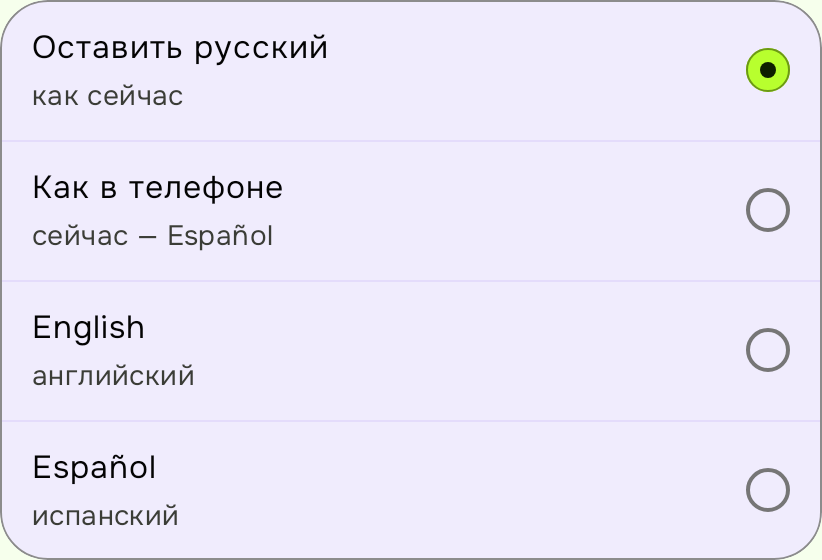 Оставить русский
как сейчас
Как в телефоне
сейчас — Español
English
английский
Español
испанский